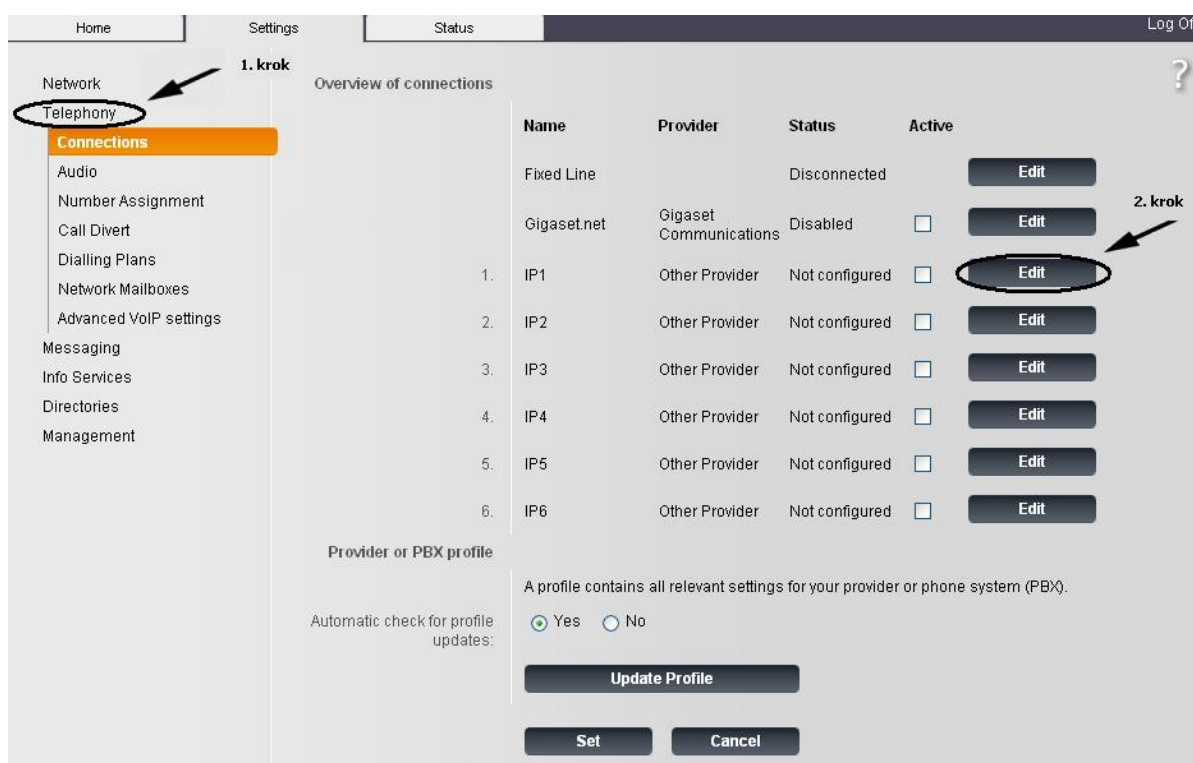 Home Settings Status Log Of
1. krok
Network
Telephony
Connections
Audio
Number Assignment
Call Divert
Dialling Plans
Network Mailboxes
Advanced VoIP settings
Messaging
Info Services
Directories
Management
Overview of connections
?
Name Provider Status Active
Fixed Line Disconnected Edit
2. krok
Gigaset.net Gigaset Communications Disabled Edit
1. IP1 Other Provider Not configured Edit
2. IP2 Other Provider Not configured Edit
3. IP3 Other Provider Not configured Edit
4. IP4 Other Provider Not configured Edit
5. IP5 Other Provider Not configured Edit
6. IP6 Other Provider Not configured Edit
Provider or PBX profile
A profile contains all relevant settings for your provider or phone system (PBX).
Automatic check for profile
updates:
Yes No
Update Profile
Set Cancel